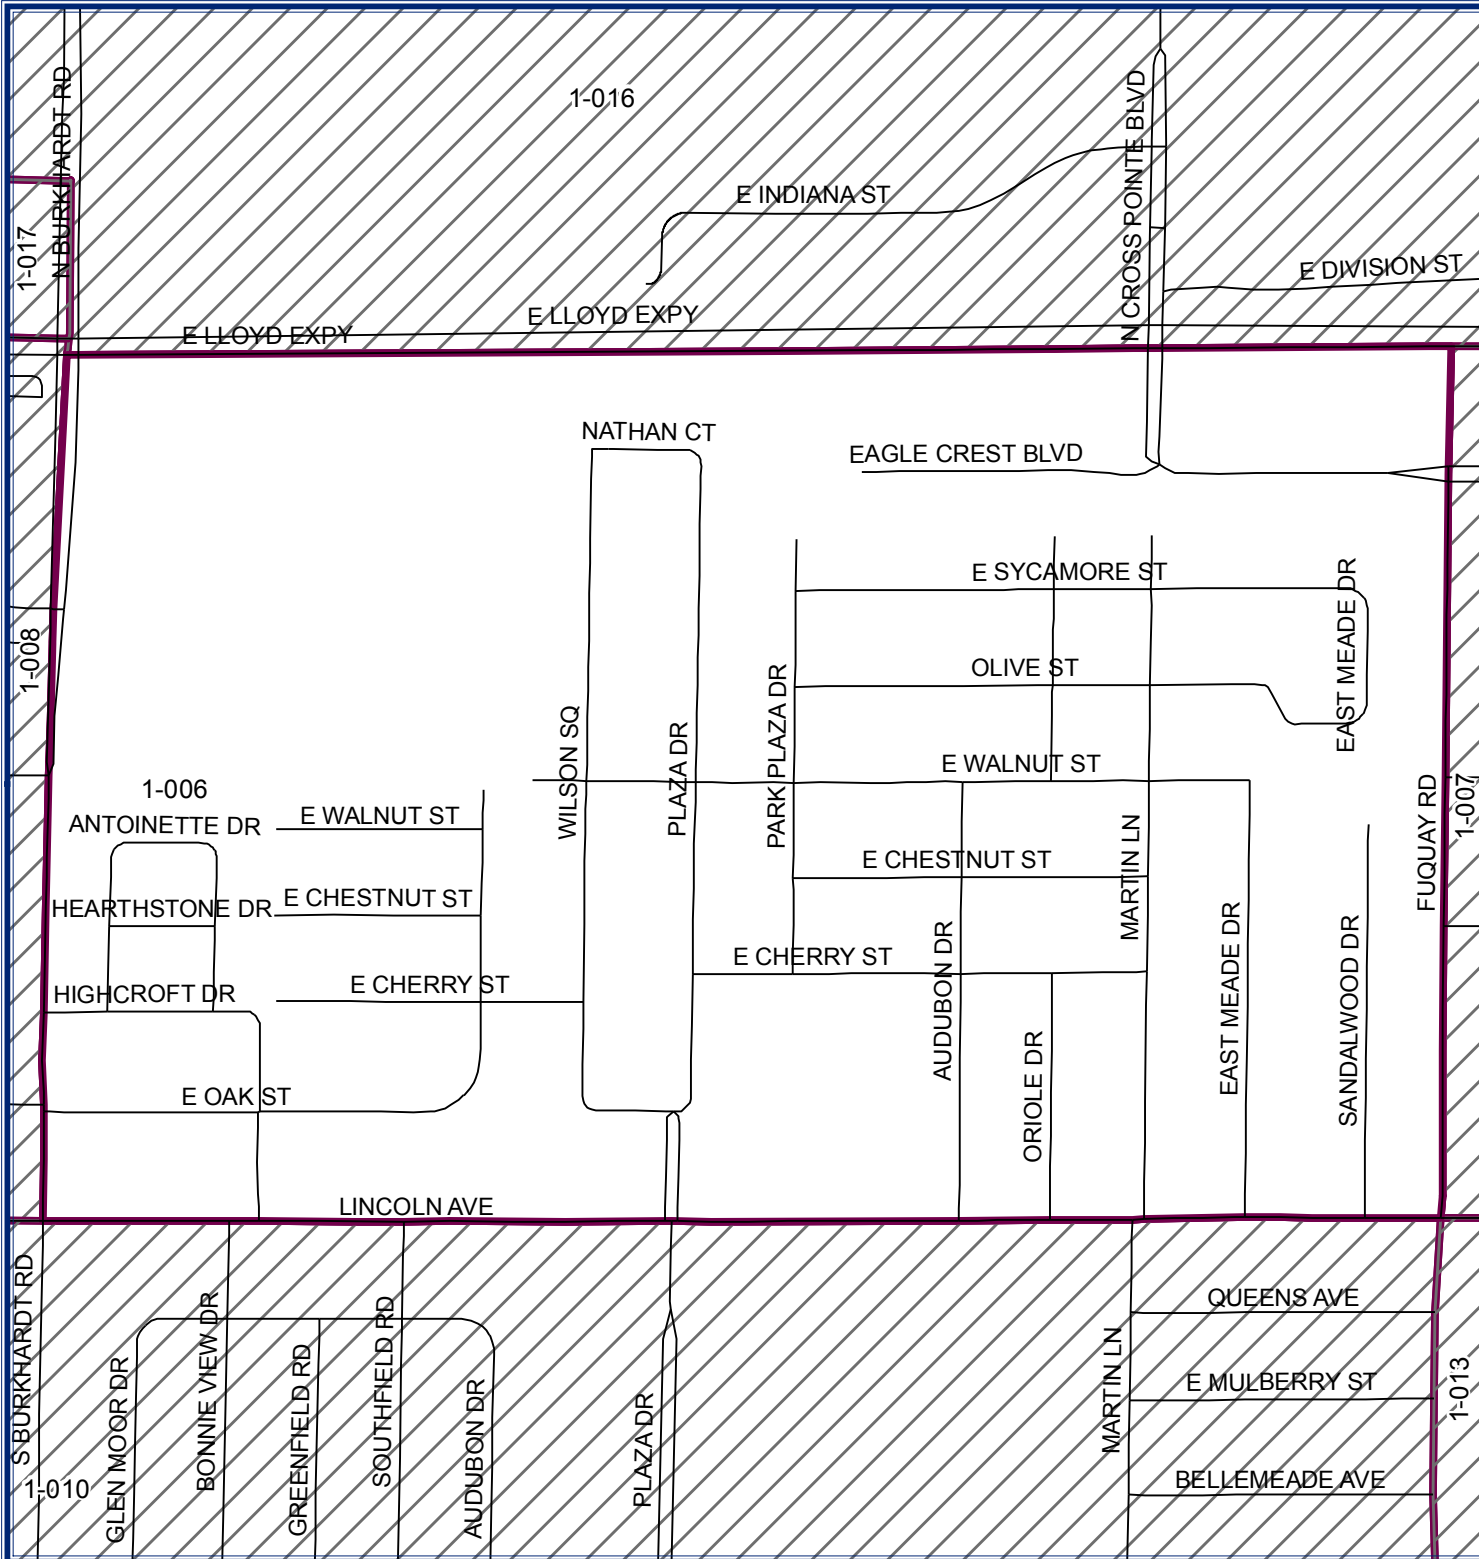 1-016
N BURKHARDT RD
N CROSS POINTE BLVD
E INDIANA ST
1-017
E DIVISION ST
E LLOYD EXPY
E LLOYD EXPY
NATHAN CT
EAGLE CREST BLVD
E SYCAMORE ST
EAST MEADE DR
1-008
OLIVE ST
WILSON SQ
PLAZA DR
PARK PLAZA DR
E WALNUT ST
1-006
FUQUAY RD
1-007
ANTOINETTE DR
E WALNUT ST
MARTIN LN
E CHESTNUT ST
HEARTHSTONE DR
E CHESTNUT ST
AUDUBON DR
EAST MEADE DR
SANDALWOOD DR
E CHERRY ST
HIGHCROFT DR
E CHERRY ST
ORIOLE DR
E OAK ST
LINCOLN AVE
S BURKHARDT RD
QUEENS AVE
GLEN MOOR DR
BONNIE VIEW DR
GREENFIELD RD
SOUTHFIELD RD
AUDUBON DR
PLAZA DR
MARTIN LN
E MULBERRY ST
1-013
1-010
BELLEMEADE AVE